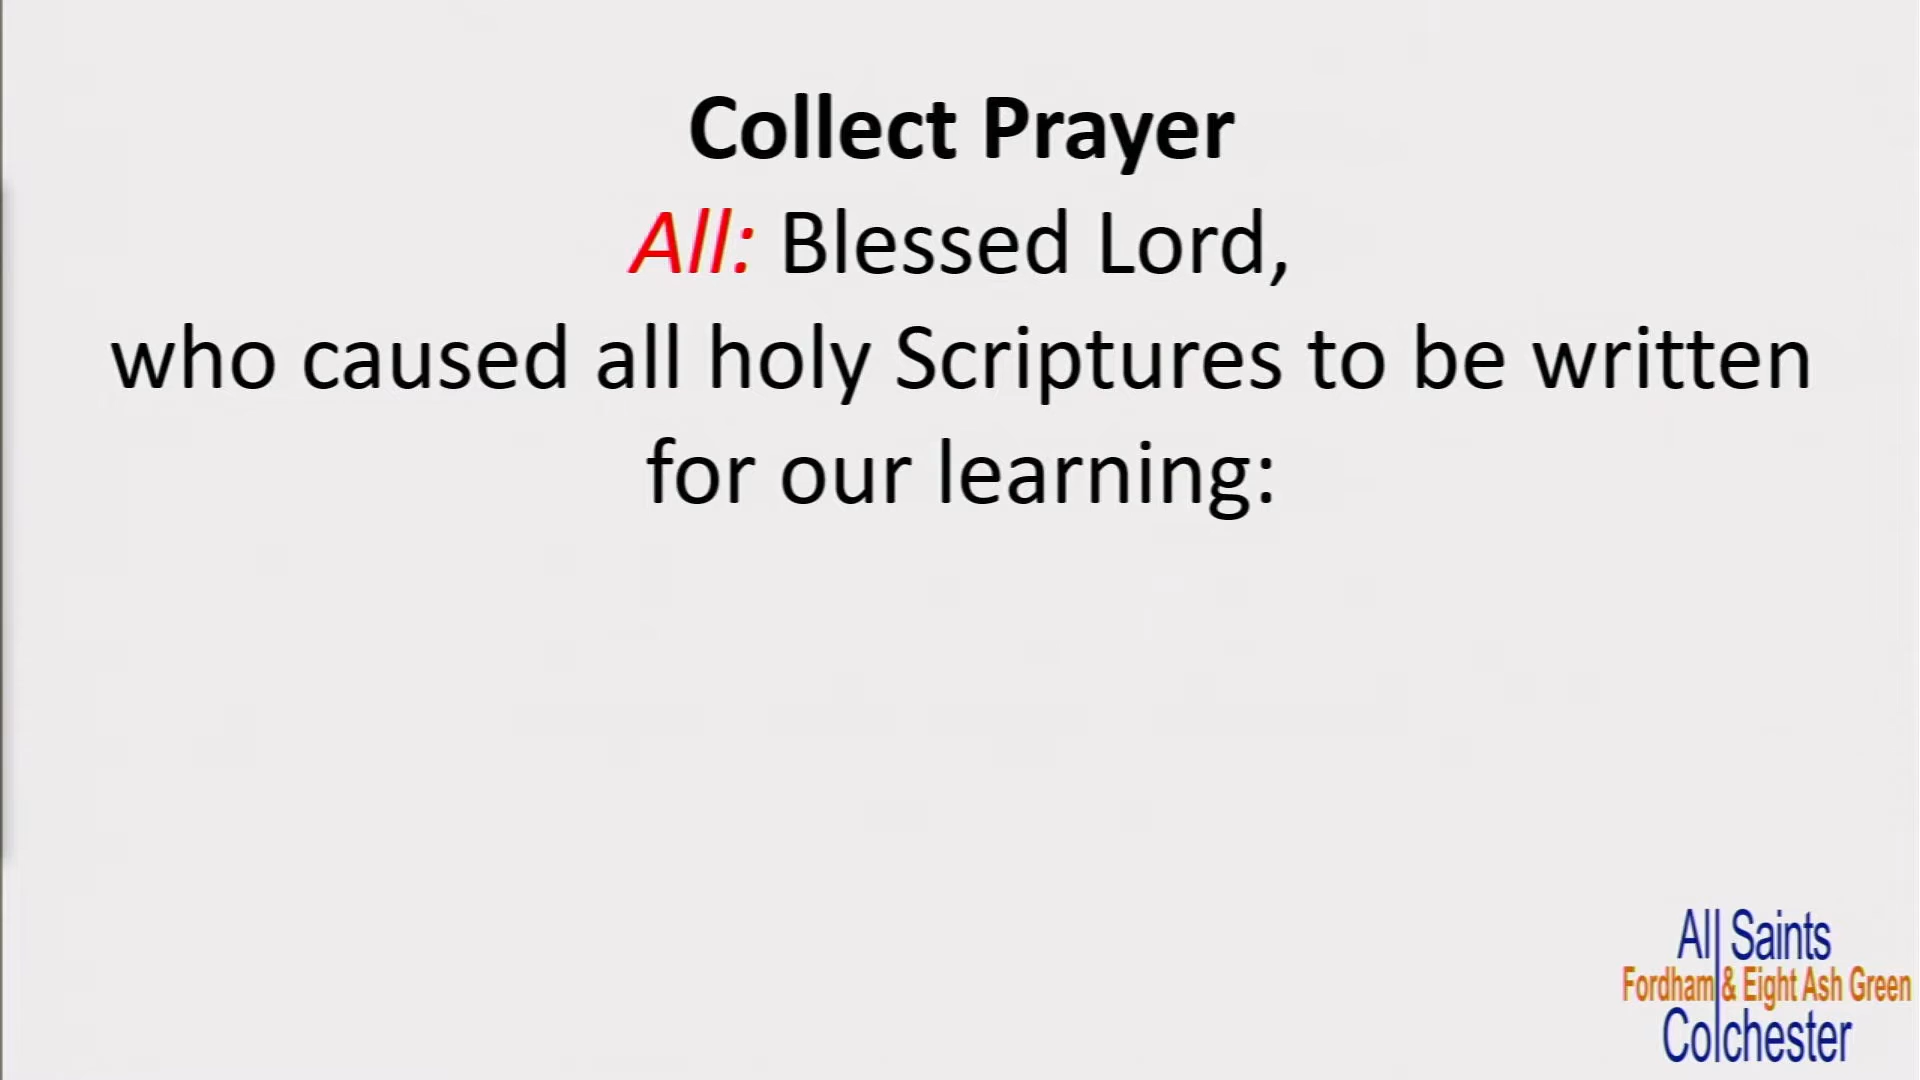 Collect Prayer
All: Blessed Lord,
who caused all holy Scriptures to be written
for our learning:
All Saints
Fordham & Eight Ash Green
Colchester